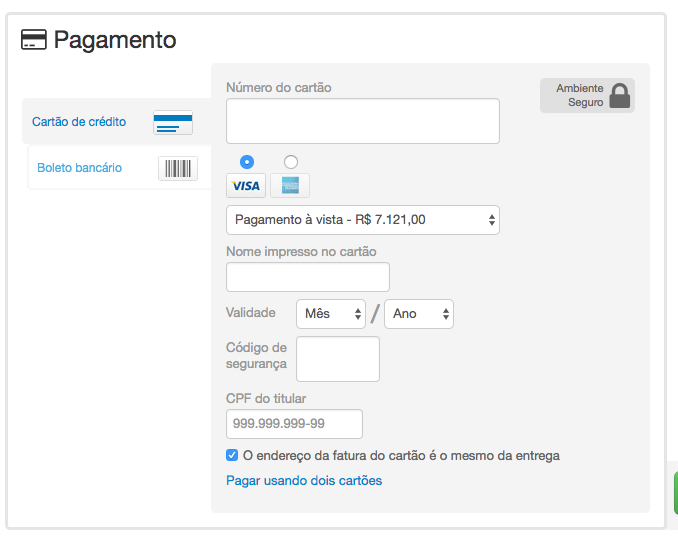 Pagamento
Cartão de crédito
Boleto bancário
Número do cartão
Ambiente
Seguro
VISA
Pagamento à vista - R$ 7.121,00
Nome impresso no cartão
Validade
Mês
/
Ano
Código de
segurança
CPF do titular
999.999.999-99
O endereço da fatura do cartão é o mesmo da entrega
Pagar usando dois cartões